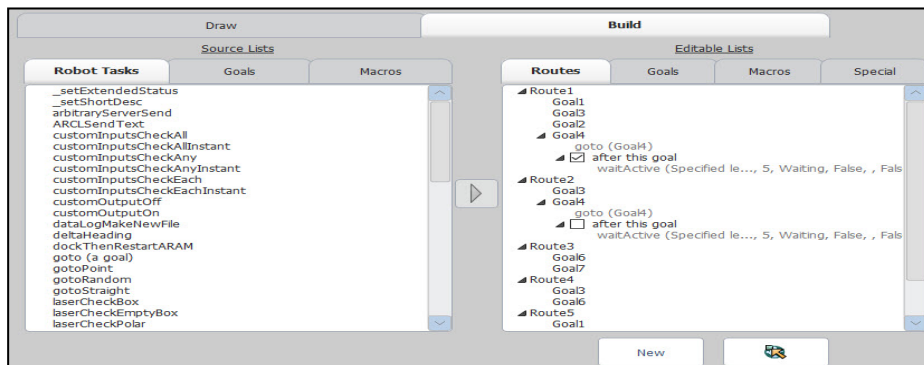 Draw
Build
Source Lists
Editable Lists
Robot Tasks
Goals
Macros
Routes
Goals
Macros
Special
_setExtendedStatus
_setShortDesc
arbitraryServerSend
ARCLSendText
customInputsCheckAll
customInputsCheckAllInstant
customInputsCheckAny
customInputsCheckAnyInstant
customInputsCheckEach
customInputsCheckEachInstant
customOutputOff
customOutputOn
dataLogMakeNewFile
deltaHeading
dockThenRestartARAM
goto (a goal)
gotoPoint
gotoRandom
gotoStraight
laserCheckBox
laserCheckEmptyBox
laserCheckPolar
Route1
Goal1
Goal3
Goal2
Goal4
goto (Goal4)
after this goal
waitActive (Specified le..., 5, Waiting, False, , Fals
Route2
Goal3
Goal4
goto (Goal4)
after this goal
waitActive (Specified le..., 5, Waiting, False, , Fals
Route3
Goal6
Goal7
Route4
Goal3
Goal6
Route5
Goal1
New